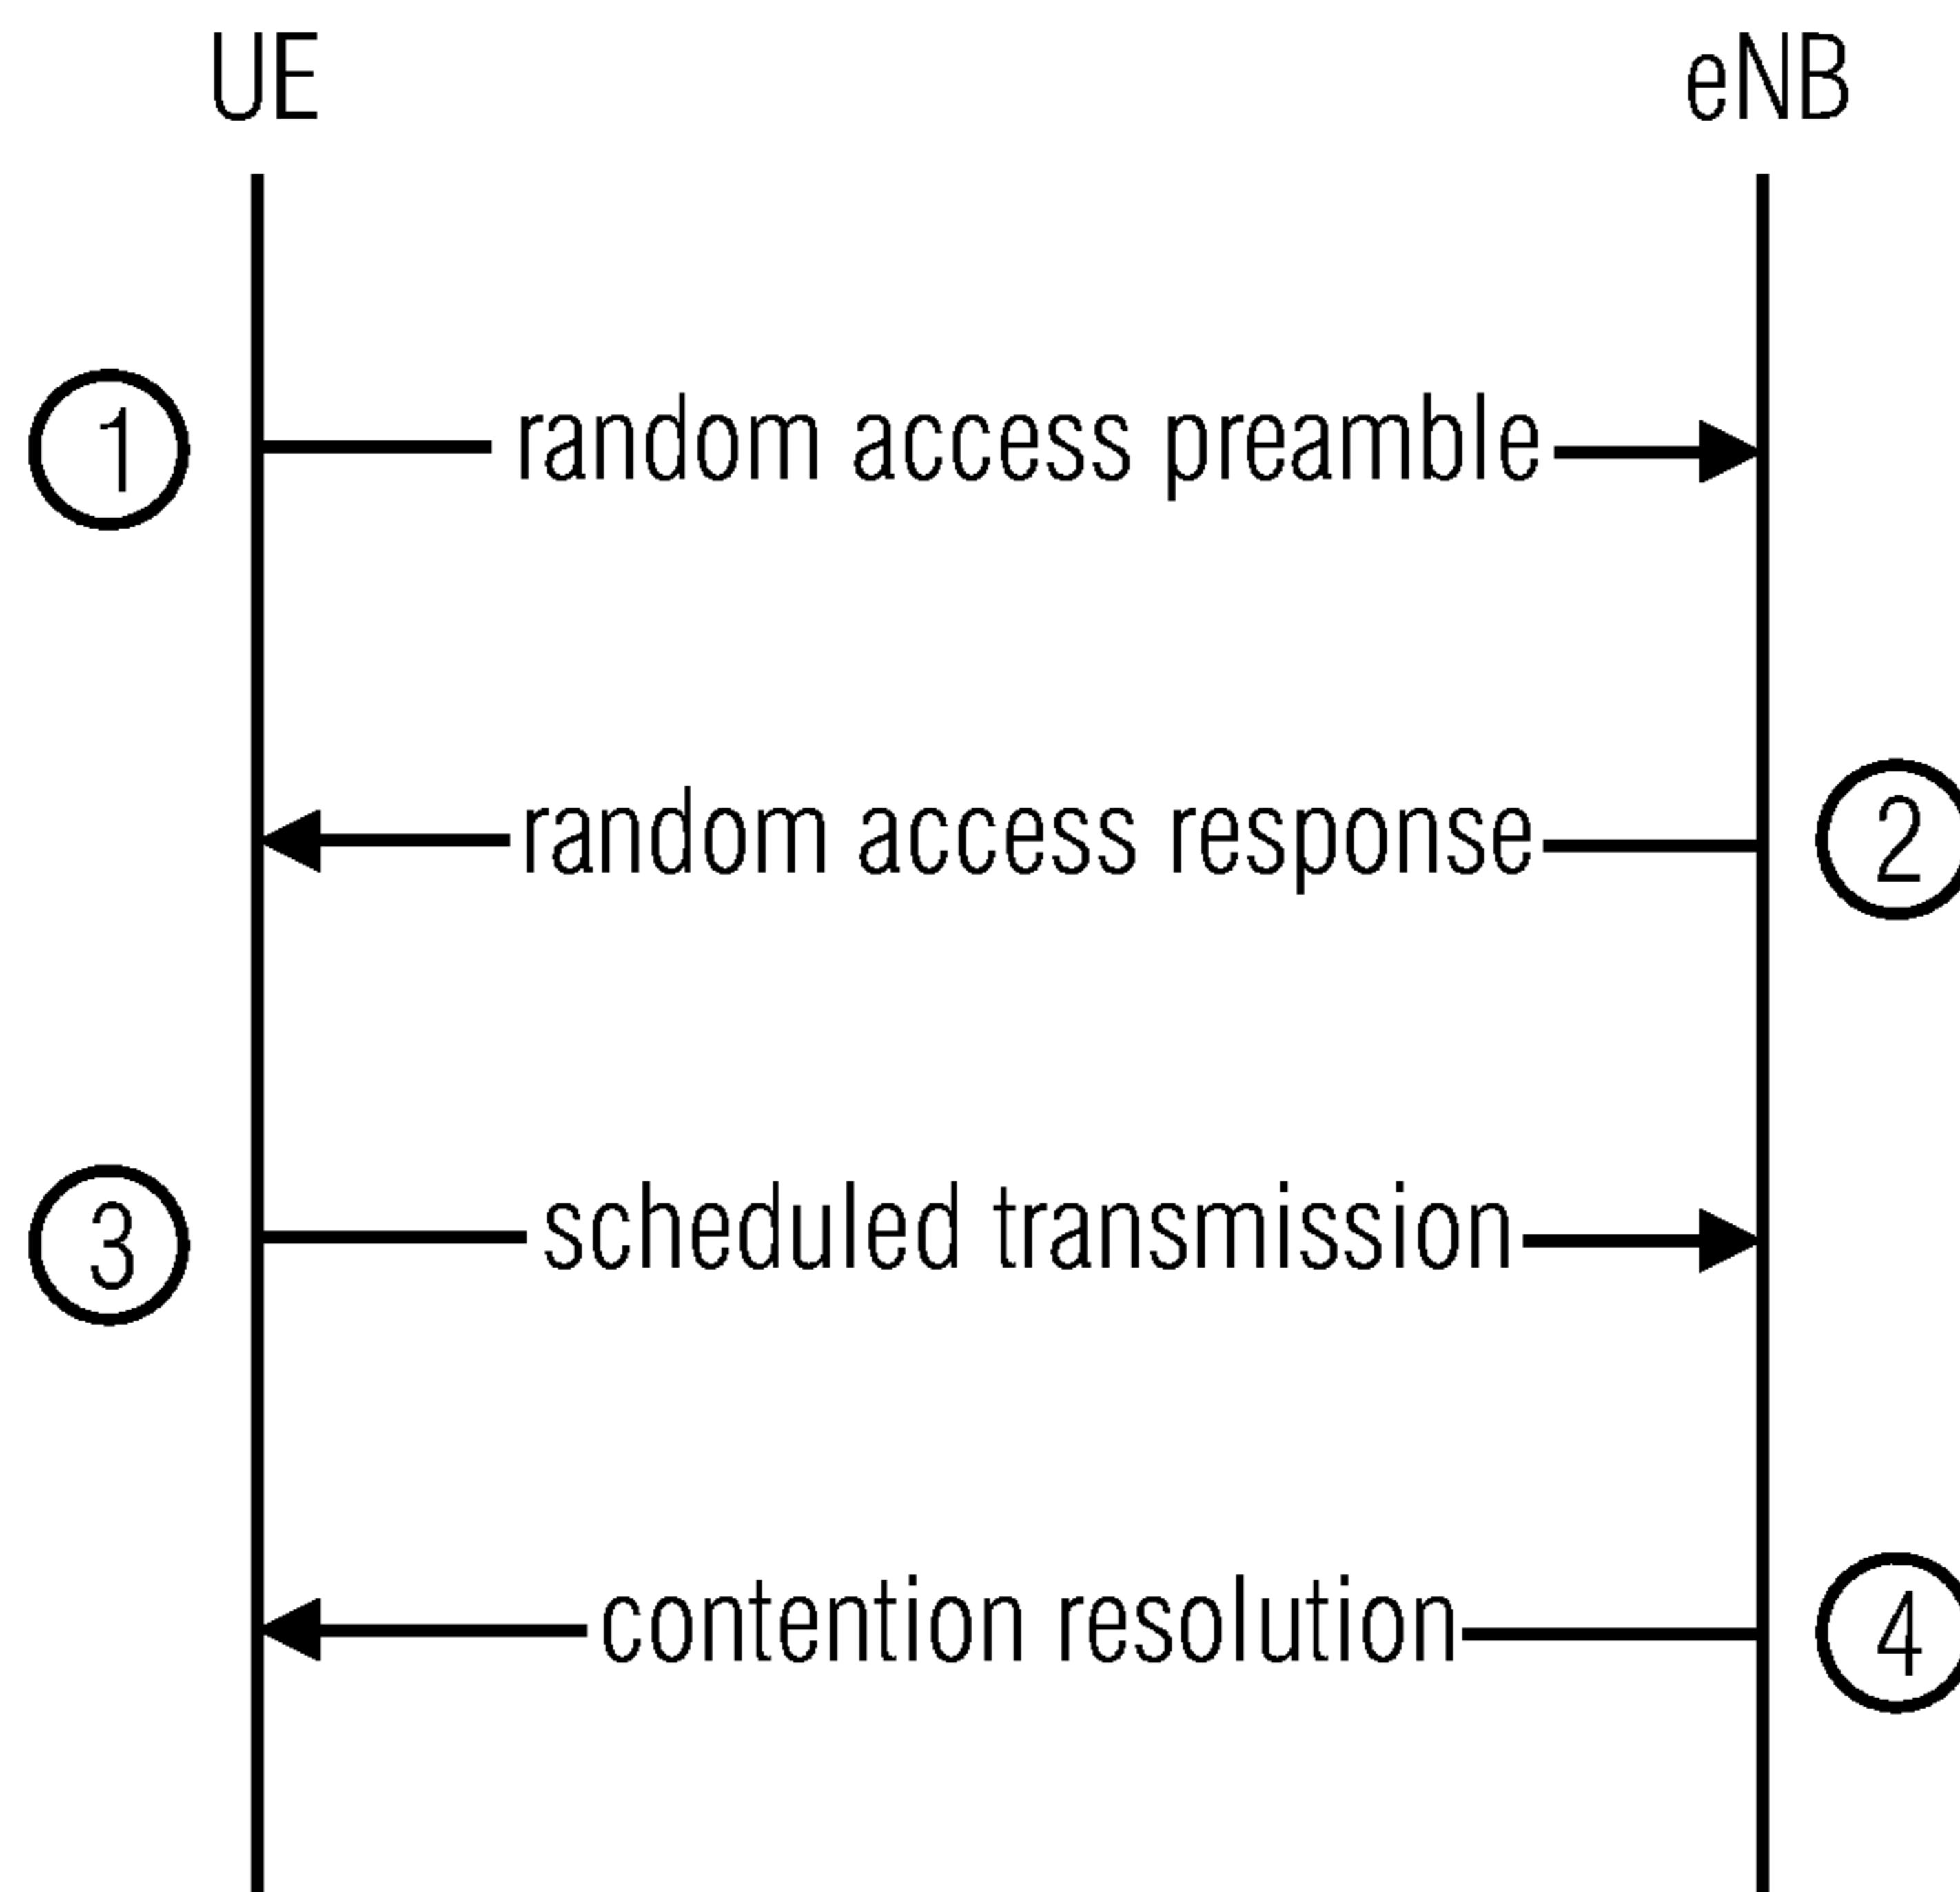 UE eNB
1 random access preamble
random access response 2
3 scheduled transmission
contention resolution 4